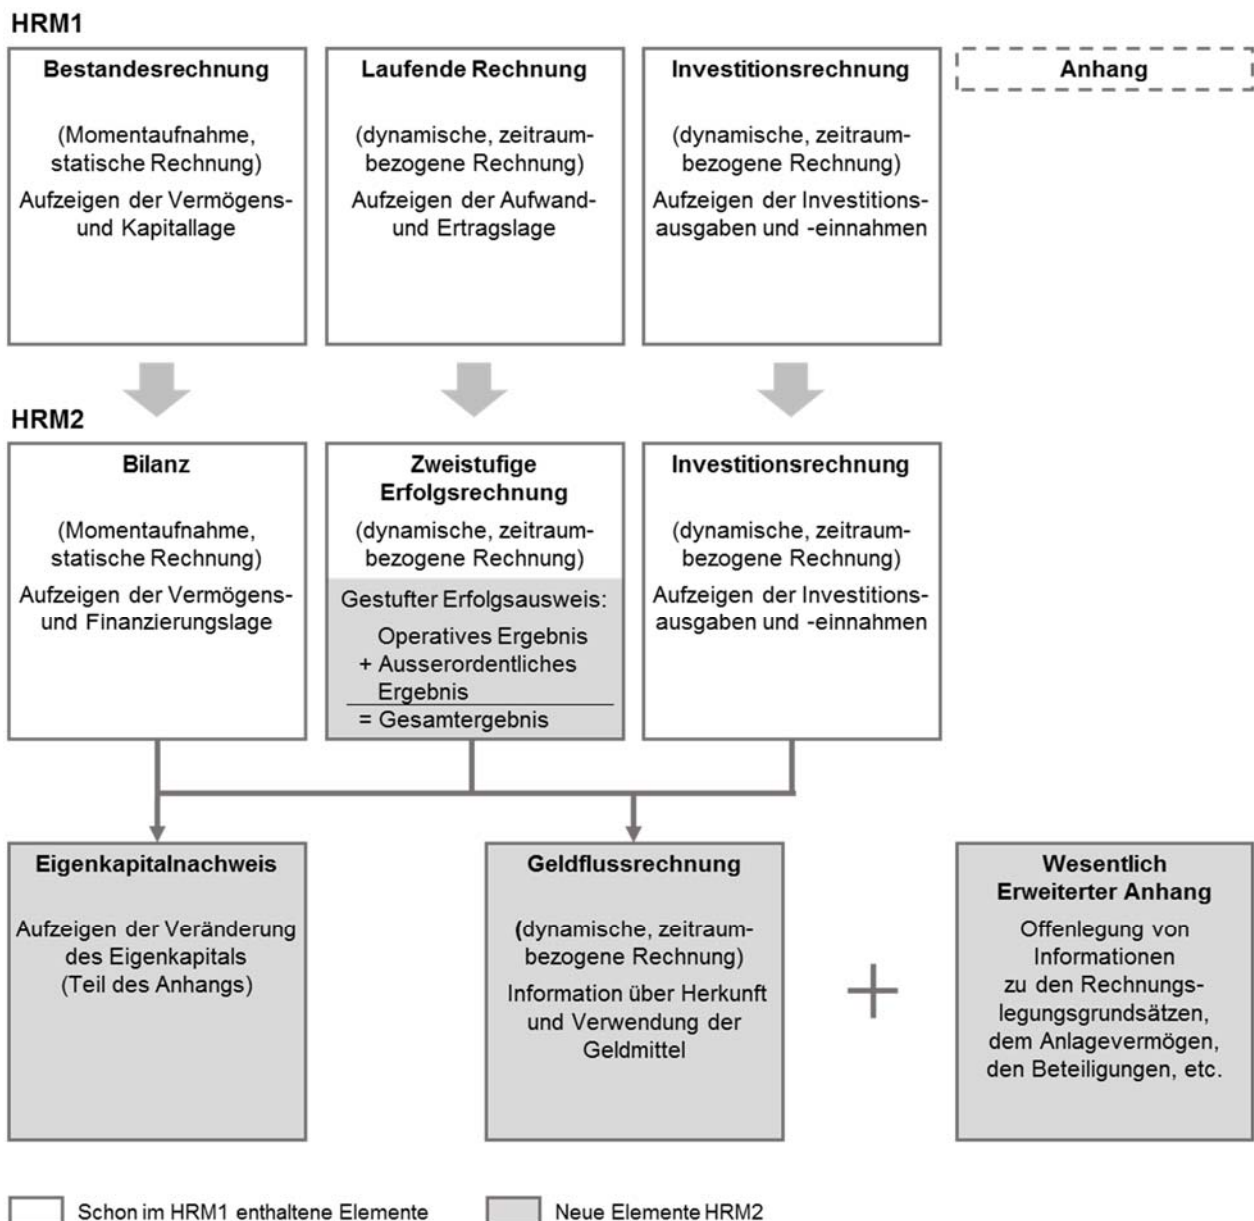 HRM1
Bestandesrechnung
(Momentaufnahme,
statische Rechnung)
Aufzeigen der Vermögens-
und Kapitallage
Laufende Rechnung
(dynamische, zeitraum-
bezogene Rechnung)
Aufzeigen der Aufwand-
und Ertragslage
Investitionsrechnung
(dynamische, zeitraum-
bezogene Rechnung)
Aufzeigen der Investitions-
ausgaben und -einnahmen
Anhang
HRM2
Bilanz
(Momentaufnahme,
statische Rechnung)
Aufzeigen der Vermögens-
und Finanzierungslage
Zweistufige
Erfolgsrechnung
(dynamische, zeitraum-
bezogene Rechnung)
Gestufter Erfolgsausweis:
Operatives Ergebnis
+ Ausserordentliches
Ergebnis
= Gesamtergebnis
Investitionsrechnung
(dynamische, zeitraum-
bezogene Rechnung)
Aufzeigen der Investitions-
ausgaben und -einnahmen
Eigenkapitalnachweis
Aufzeigen der Veränderung
des Eigenkapitals
(Teil des Anhangs)
Geldflussrechnung
(dynamische, zeitraum-
bezogene Rechnung)
Information über Herkunft
und Verwendung der
Geldmittel
+
Wesentlich
Erweiterter Anhang
Offenlegung von
Informationen
zu den Rechnungs-
legungsgrundsätzen,
dem Anlagevermögen,
den Beteiligungen, etc.
Schon im HRM1 enthaltene Elemente
Neue Elemente HRM2